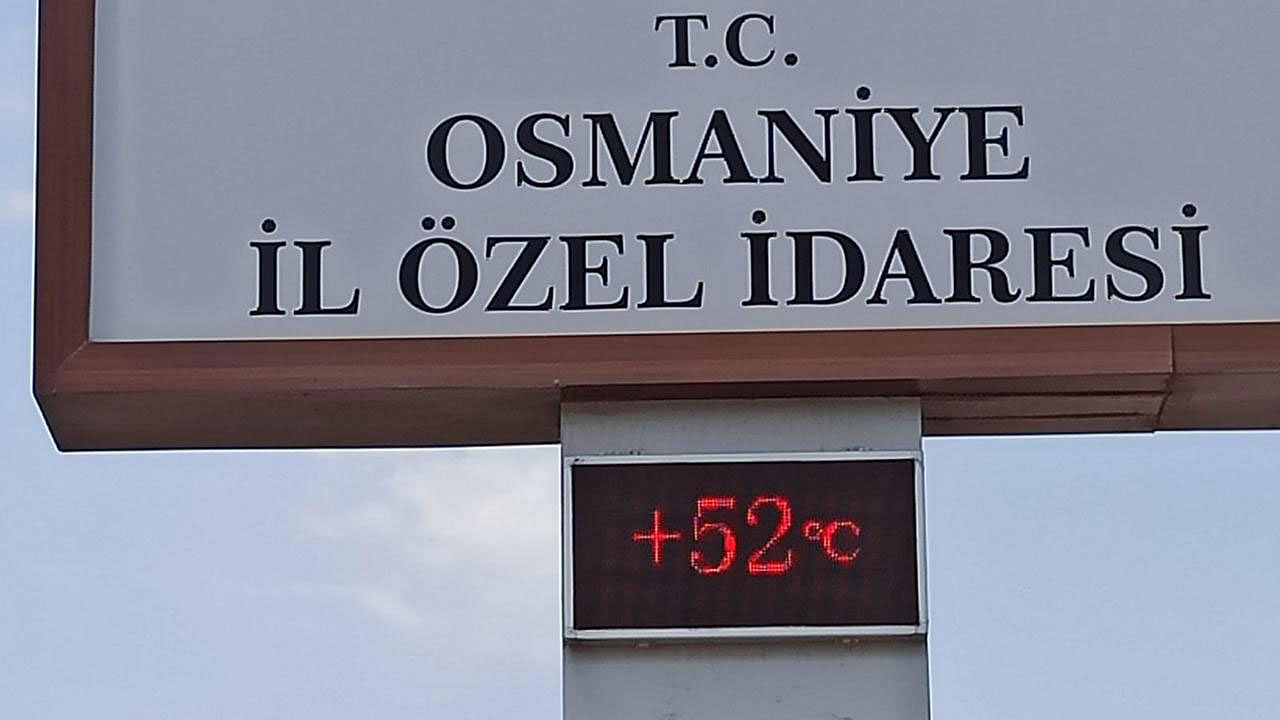 T.C.
OSMANİYE
İL ÖZEL İDARESİ
+52°C